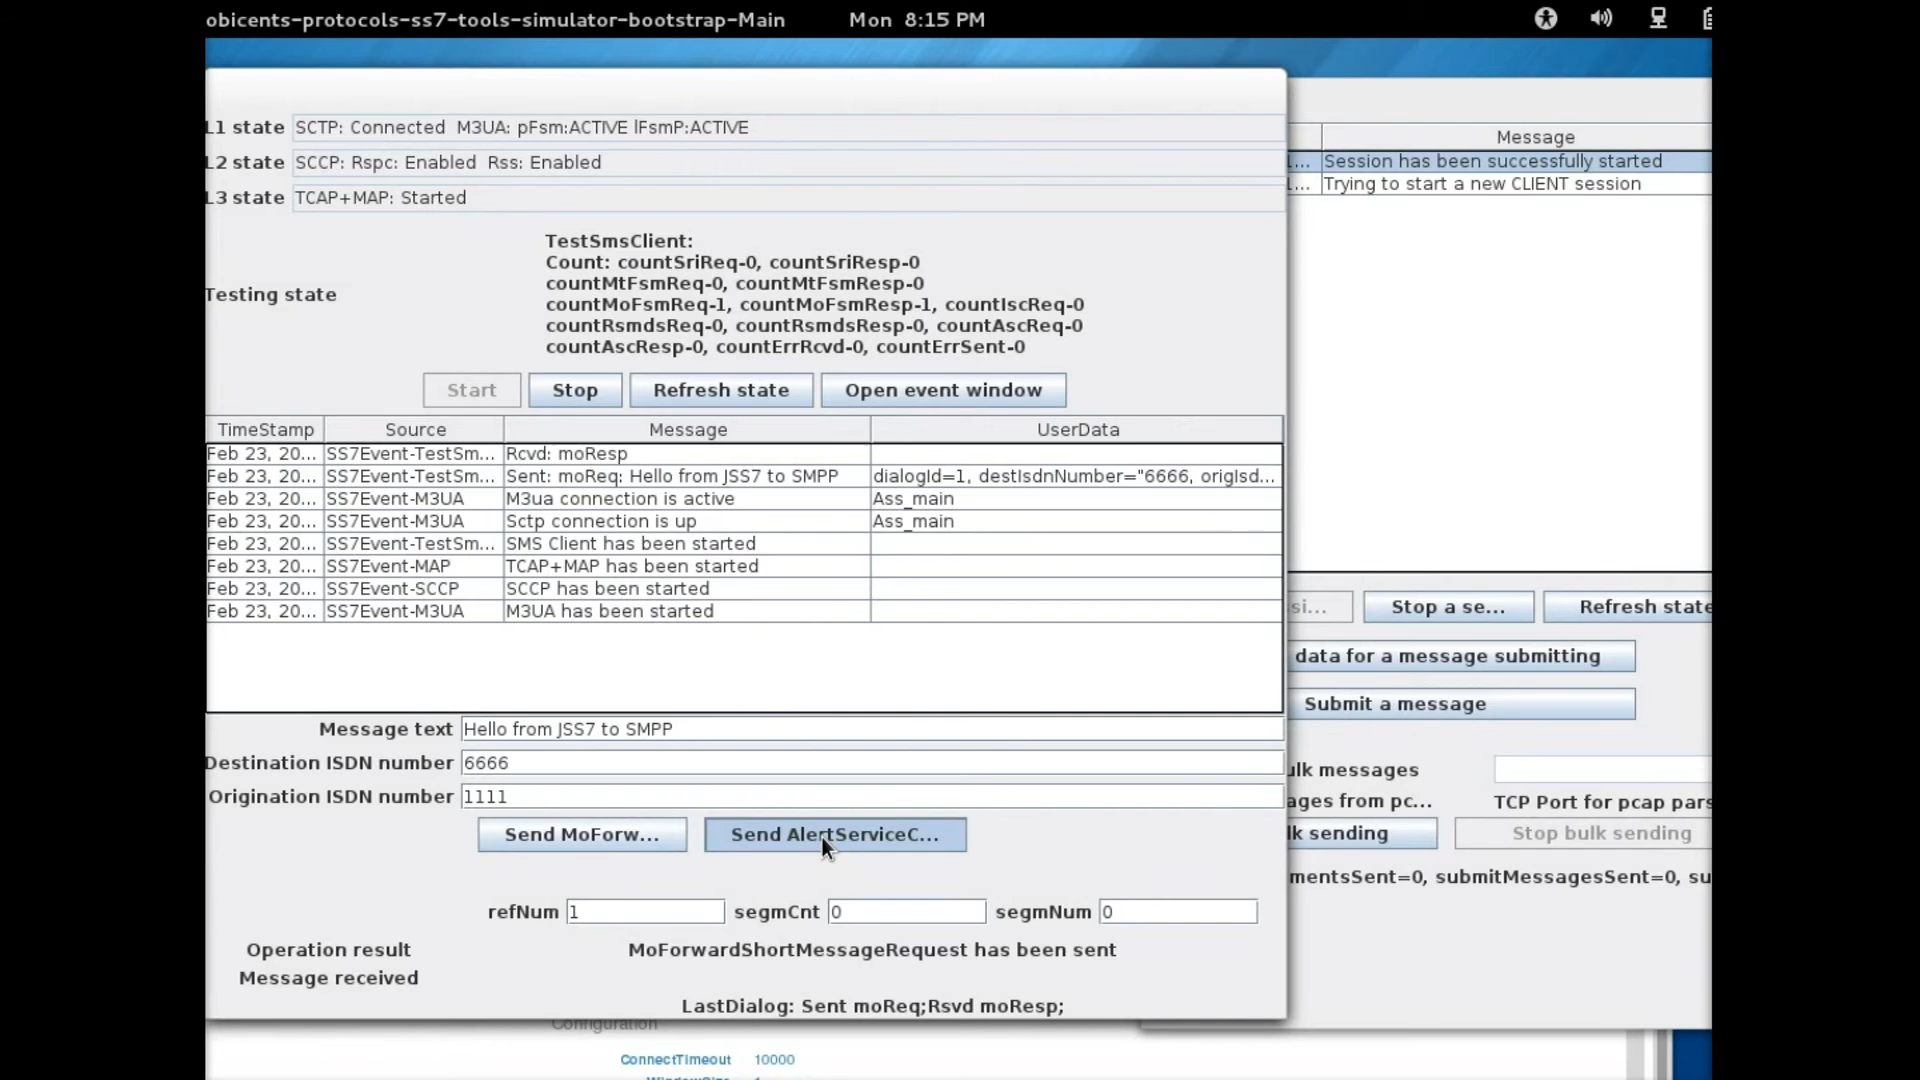 obicents-protocols-ss7-tools-simulator-bootstrap-Main Mon 8:15 PM
L1 state SCTP: Connected M3UA: pFsm:ACTIVE lFsmP:ACTIVE
L2 state SCCP: Rspc: Enabled Rss: Enabled
L3 state TCAP+MAP: Started
Testing state
TestSmsClient:
Count: countSriReq-0, countSriResp-0
countMtFsmReq-0, countMtFsmResp-0
countMoFsmReq-1, countMoFsmResp-1, countIscReq-0
countRsmdsReq-0, countRsmdsResp-0, countAscReq-0
countAscResp-0, countErrRcvd-0, countErrSent-0
Start Stop Refresh state Open event window
TimeStamp Source Message UserData
Feb 23, 20... SS7Event-TestSm... Rcvd: moResp
Feb 23, 20... SS7Event-TestSm... Sent: moReq: Hello from JSS7 to SMPP dialogId=1, destIsdnNumber="6666, origIsd...
Feb 23, 20... SS7Event-M3UA M3ua connection is active Ass_main
Feb 23, 20... SS7Event-M3UA Sctp connection is up Ass_main
Feb 23, 20... SS7Event-TestSm... SMS Client has been started
Feb 23, 20... SS7Event-MAP TCAP+MAP has been started
Feb 23, 20... SS7Event-SCCP SCCP has been started
Feb 23, 20... SS7Event-M3UA M3UA has been started
Message text Hello from JSS7 to SMPP
Destination ISDN number 6666
Origination ISDN number 1111
Send MoForw... Send AlertServiceC...
refNum 1 segmCnt 0 segmNum 0
Operation result MoForwardShortMessageRequest has been sent
Message received
LastDialog: Sent moReq;Rsvd moResp;
Message
1... Session has been successfully started
1... Trying to start a new CLIENT session
si... Stop a se... Refresh state
data for a message submitting
Submit a message
ulk messages
ages from pc... TCP Port for pcap pars
lk sending Stop bulk sending
mentsSent=0, submitMessagesSent=0, su
Configuration
ConnectTimeout 10000